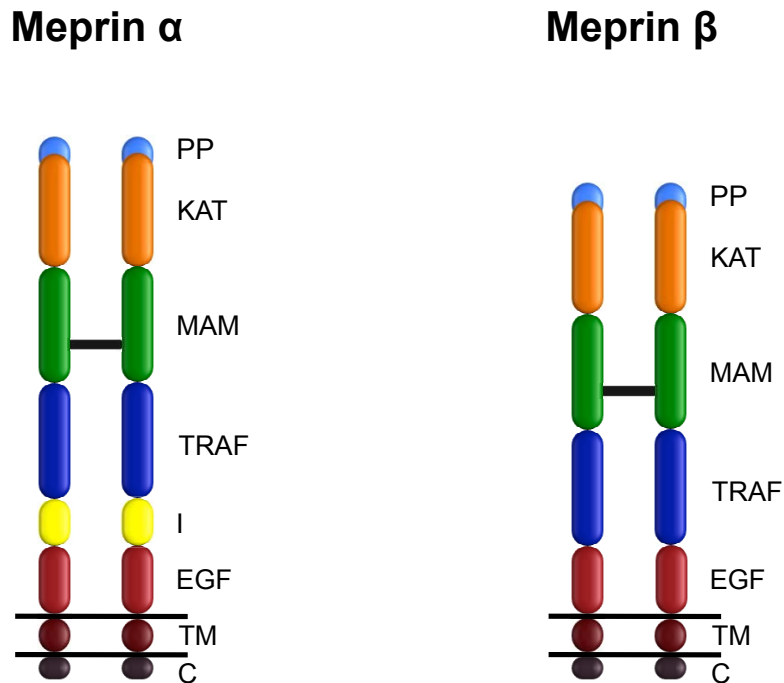 Meprin α
PP
KAT
MAM
TRAF
I
EGF
TM
C
Meprin β
PP
KAT
MAM
TRAF
EGF
TM
C